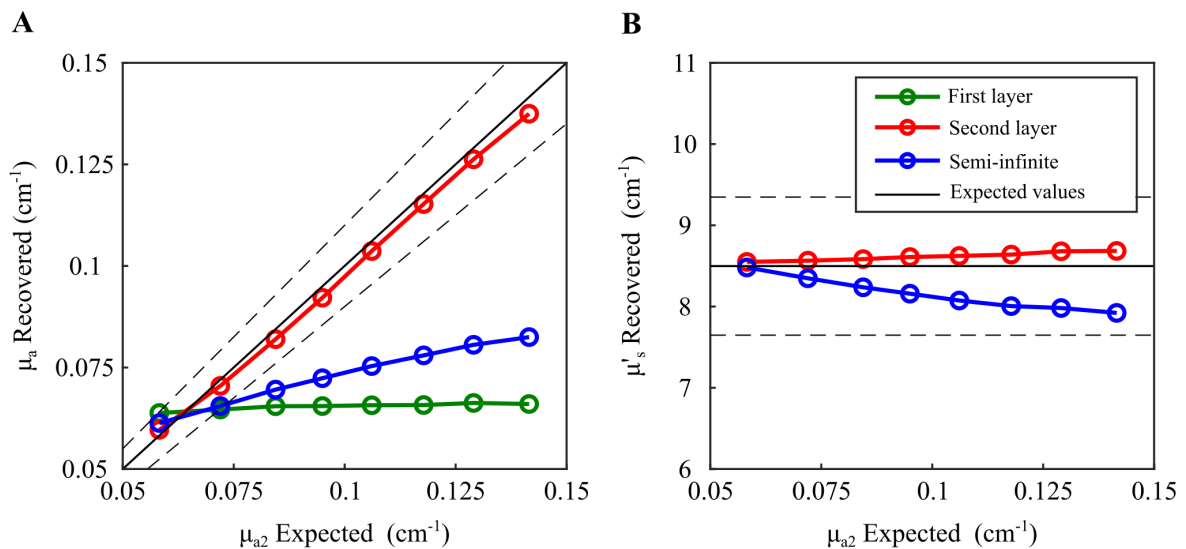 A
B
0.15
0.125
0.1
0.075
0.05
μa Recovered (cm-1)
0.05
0.075
0.1
0.125
0.15
μa2 Expected (cm-1)
11
10
9
8
7
6
μ's Recovered (cm-1)
First layer
Second layer
Semi-infinite
Expected values
0.05
0.075
0.1
0.125
0.15
μa2 Expected (cm-1)